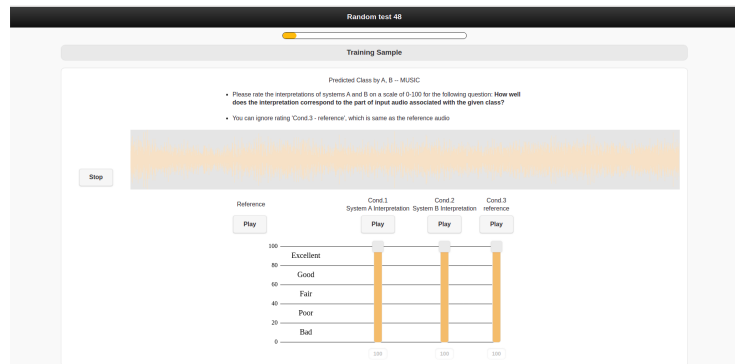 Random test 48
Training Sample
Predicted Class by A, B -- MUSIC
• Please rate the interpretations of systems A and B on a scale of 0-100 for the following question: How well
does the interpretation correspond to the part of input audio associated with the given class?
• You can ignore rating 'Cond.3 - reference', which is same as the reference audio
Stop
Reference
Cond.1
System A Interpretation
Cond.2
System B Interpretation
Cond.3
reference
Play
Play
Play
Play
100
Excellent
80
Good
60
Fair
40
Poor
20
Bad
0
100
100
100